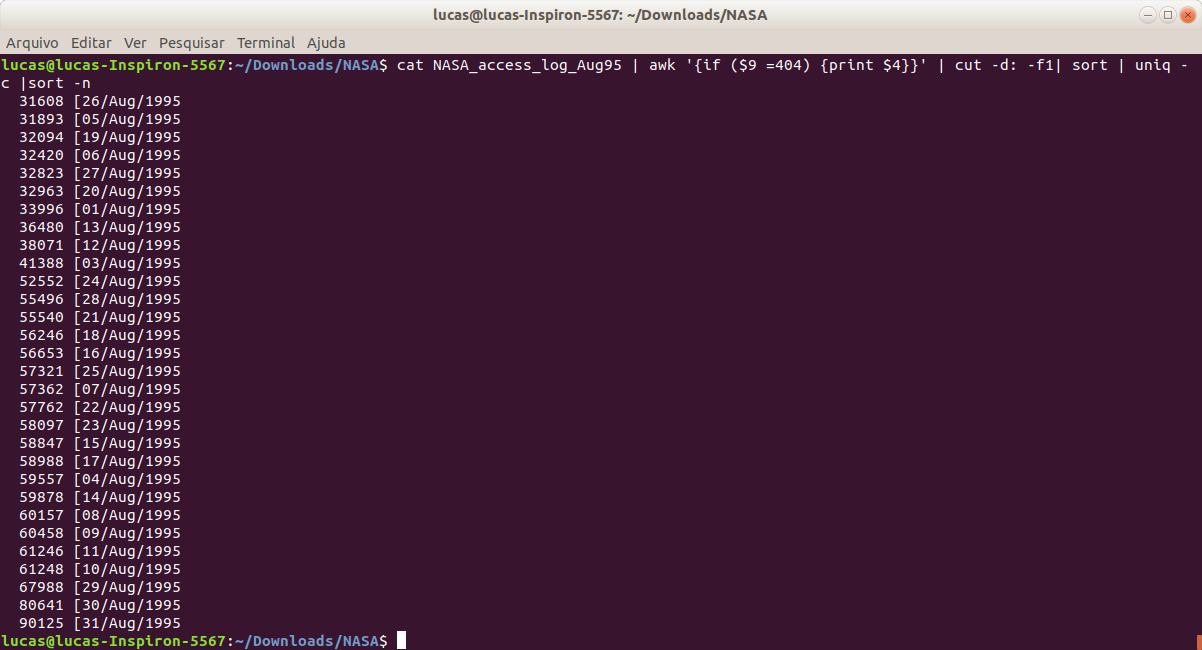 lucas@lucas-Inspiron-5567: ~/Downloads/NASA
Arquivo Editar Ver Pesquisar Terminal Ajuda
lucas@lucas-Inspiron-5567:~/Downloads/NASA$ cat NASA_access_log_Aug95 | awk '{if ($9 =404) {print $4}}' | cut -d: -f1| sort | uniq -
c |sort -n
31608 [26/Aug/1995
31893 [05/Aug/1995
32094 [19/Aug/1995
32420 [06/Aug/1995
32823 [27/Aug/1995
32963 [20/Aug/1995
33996 [01/Aug/1995
36480 [13/Aug/1995
38071 [12/Aug/1995
41388 [03/Aug/1995
52552 [24/Aug/1995
55496 [28/Aug/1995
55540 [21/Aug/1995
56246 [18/Aug/1995
56653 [16/Aug/1995
57321 [25/Aug/1995
57362 [07/Aug/1995
57762 [22/Aug/1995
58097 [23/Aug/1995
58847 [15/Aug/1995
58988 [17/Aug/1995
59557 [04/Aug/1995
59878 [14/Aug/1995
60157 [08/Aug/1995
60458 [09/Aug/1995
61246 [11/Aug/1995
61248 [10/Aug/1995
67988 [29/Aug/1995
80641 [30/Aug/1995
90125 [31/Aug/1995
lucas@lucas-Inspiron-5567:~/Downloads/NASA$